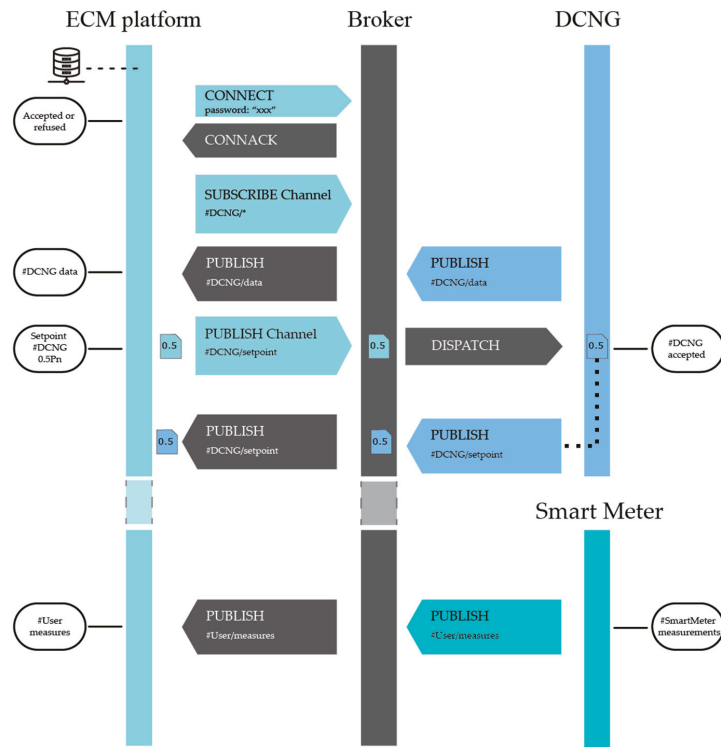 ECM platform
Broker
DCNG
CONNECT
password: "xxx"
Accepted or
refused
CONNACK
SUBSCRIBE Channel
#DCNG/*
#DCNG data
PUBLISH
#DCNG/data
PUBLISH
#DCNG/data
Setpoint
#DCNG
0.5Pn
0.5
PUBLISH Channel
#DCNG/setpoint
0.5
DISPATCH
0.5
#DCNG
accepted
0.5
PUBLISH
#DCNG/setpoint
0.5
PUBLISH
#DCNG/setpoint
Smart Meter
#User
measures
PUBLISH
#User/measures
PUBLISH
#User/measures
#SmartMeter
measurements